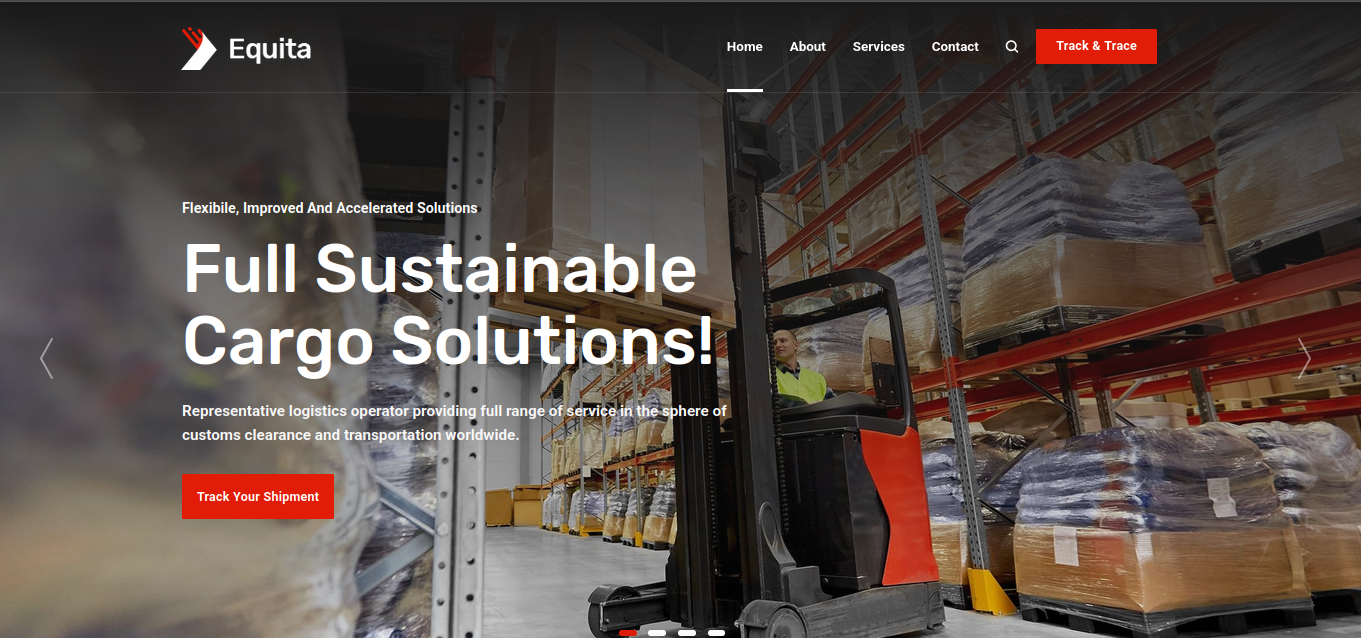 Equita
Home About Services Contact Track & Trace
Flexibile, Improved And Accelerated Solutions
Full Sustainable
Cargo Solutions!
Representative logistics operator providing full range of service in the sphere of
customs clearance and transportation worldwide.
Track Your Shipment